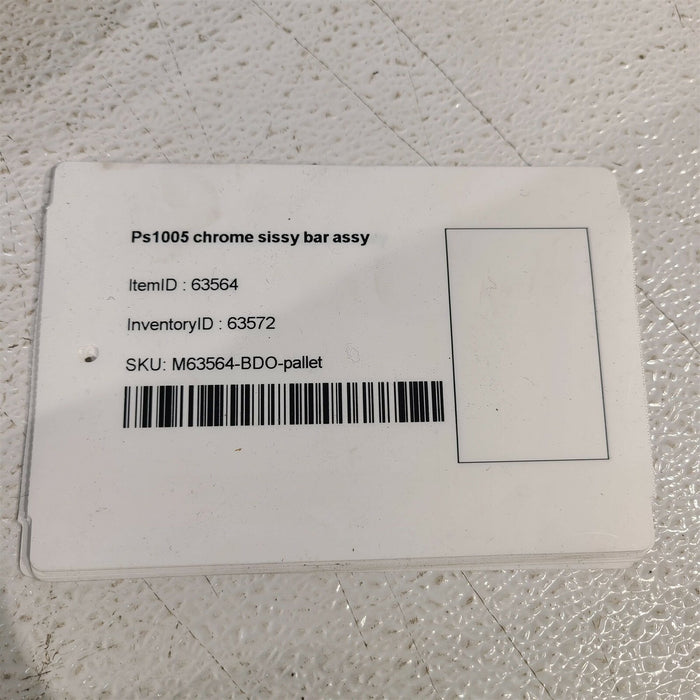 Ps1005 chrome sissy bar assy
ItemID : 63564
InventoryID : 63572
SKU: M63564-BDO-pallet